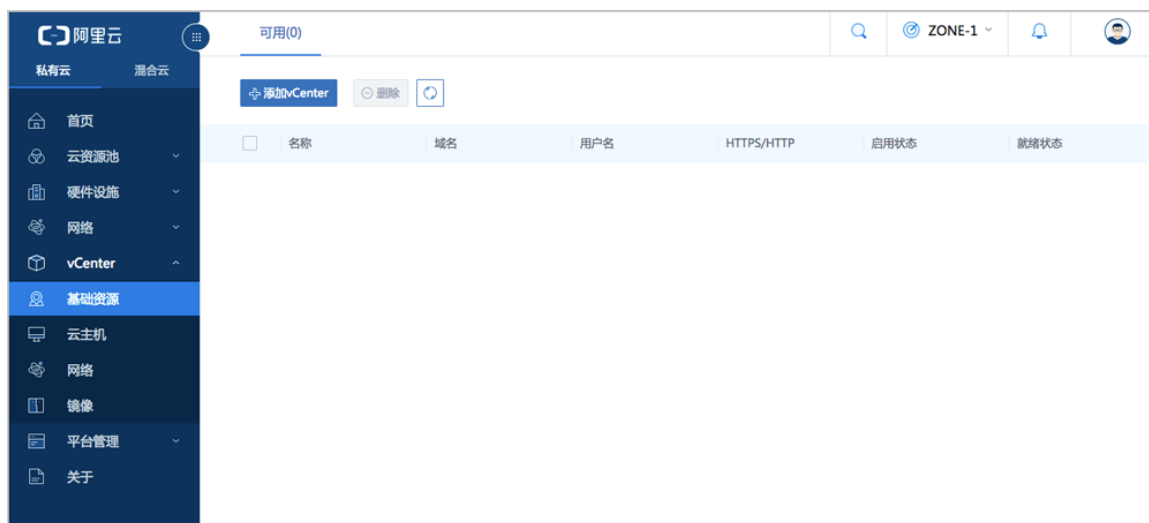 阿里云
可用(0)
ZONE-1
私有云 混合云
添加vCenter 删除
首页
名称 域名 用户名 HTTPS/HTTP 启用状态 就绪状态
云资源池
硬件设施
网络
vCenter
基础资源
云主机
网络
镜像
平台管理
关于